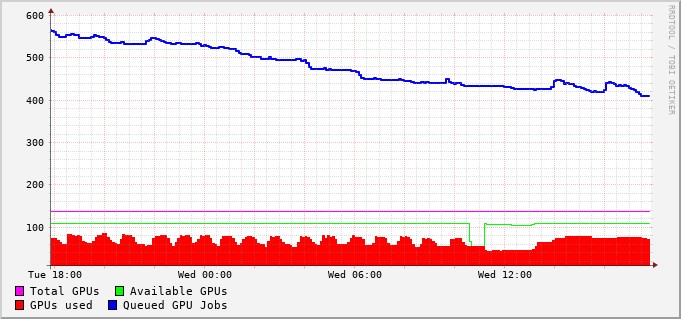 600
500
400
300
200
100
Tue 18:00 Wed 00:00 Wed 06:00 Wed 12:00
Total GPUs Available GPUs
GPUs used Queued GPU Jobs
RRDTOOL / TOBI OETIKER